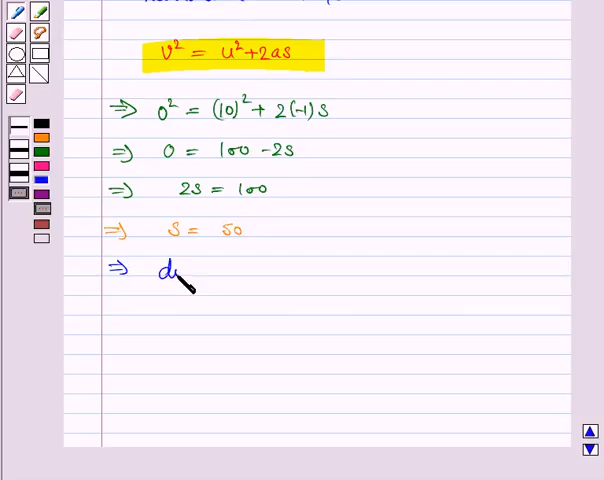 v² = u²+2as
⇒ 0² = (10)² + 2(-1)s
⇒ 0 = 100 -2s
⇒ 2s = 100
⇒ s = 50
⇒ d